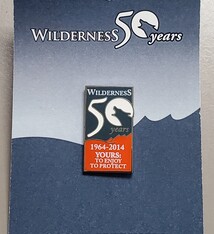 WILDERNESS 50 years
WILDERNESS
50
years
1964-2014
YOURS:
TO ENJOY
TO PROTECT